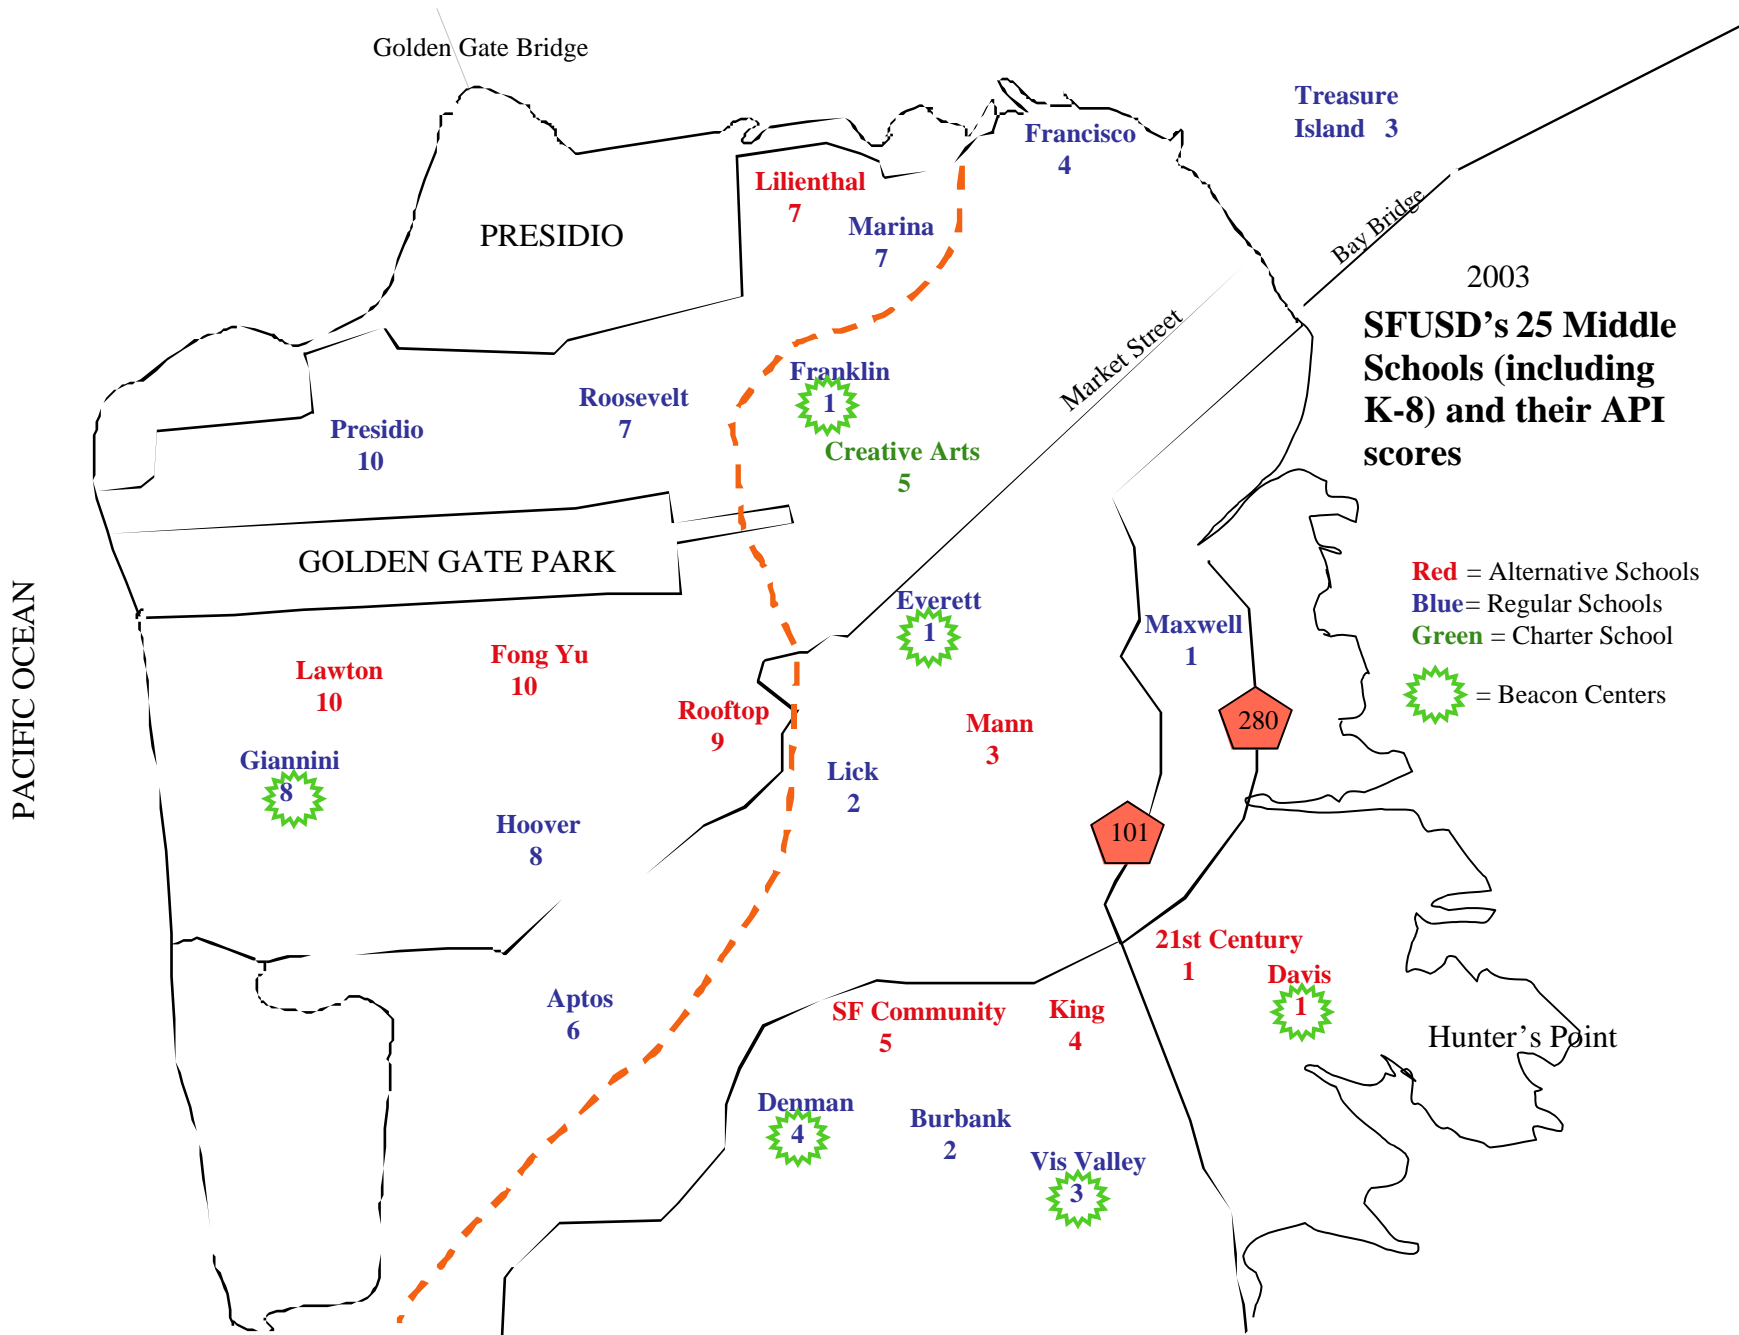 Golden Gate Bridge
Treasure
Island 3
Francisco
4
Lilienthal
7
PRESIDIO
Marina
7
Bay Bridge
2003
SFUSD's 25 Middle
Schools (including
K-8) and their API
scores
Market Street
Franklin
1
Roosevelt
7
Presidio
10
Creative Arts
5
GOLDEN GATE PARK
Red = Alternative Schools
Blue= Regular Schools
Green = Charter School
= Beacon Centers
PACIFIC OCEAN
Everett
1
Maxwell
1
Fong Yu
10
Lawton
10
Rooftop
9
Mann
3
280
Giannini
8
Lick
2
Hoover
8
101
21st Century
1
Davis
1
Aptos
6
SF Community
5
King
4
Hunter's Point
Denman
4
Burbank
2
Vis Valley
3